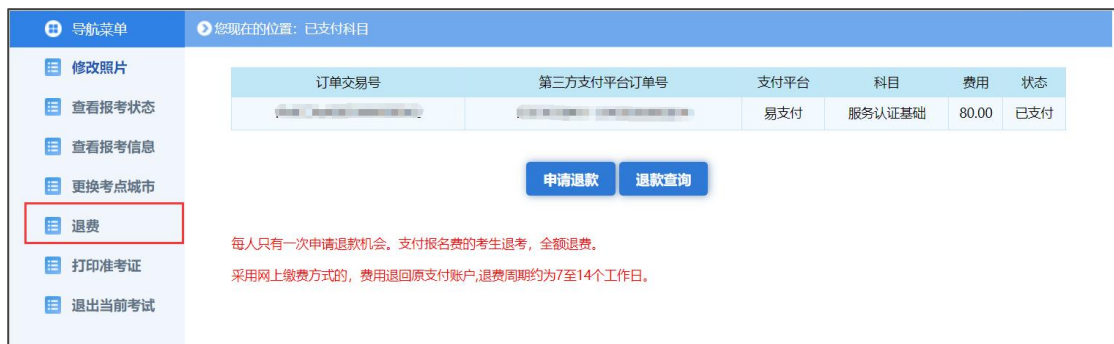 导航菜单
您现在的位置：已支付科目
修改照片
查看报考状态
查看报考信息
更换考点城市
退费
打印准考证
退出当前考试
订单交易号 第三方支付平台订单号 支付平台 科目 费用 状态
易支付 服务认证基础 80.00 已支付
申请退款 退款查询
每人只有一次申请退款机会。支付报名费的考生退考，全额退费。
采用网上缴费方式的，费用退回原支付账户,退费周期约为7至14个工作日。